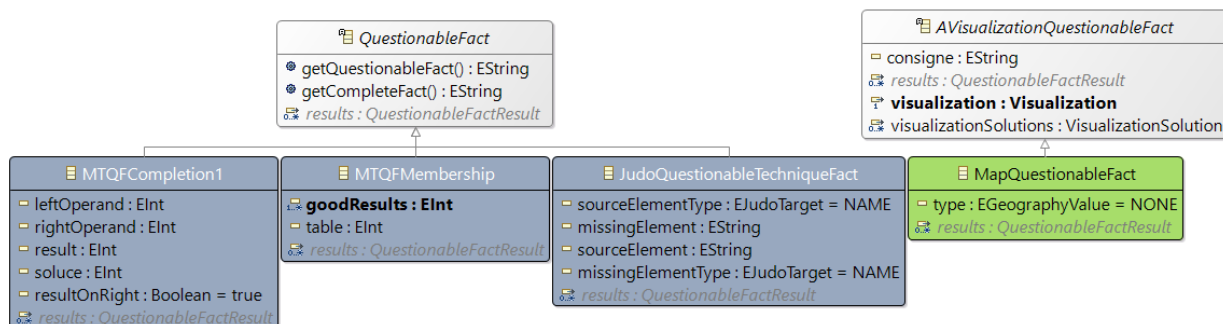 QuestionableFact
getQuestionableFact() : EString
getCompleteFact() : EString
results : QuestionableFactResult
AVisualizationQuestionableFact
consigne : EString
results : QuestionableFactResult
visualization : Visualization
visualizationSolutions : VisualizationSolution
MTQFCompletion1
leftOperand : EInt
rightOperand : EInt
result : EInt
soluce : EInt
resultOnRight : Boolean = true
results : QuestionableFactResult
MTQFMembership
goodResults : EInt
table : EInt
results : QuestionableFactResult
JudoQuestionableTechniqueFact
sourceElementType : EJudoTarget = NAME
missingElement : EString
sourceElement : EString
missingElementType : EJudoTarget = NAME
results : QuestionableFactResult
MapQuestionableFact
type : EGeographyValue = NONE
results : QuestionableFactResult